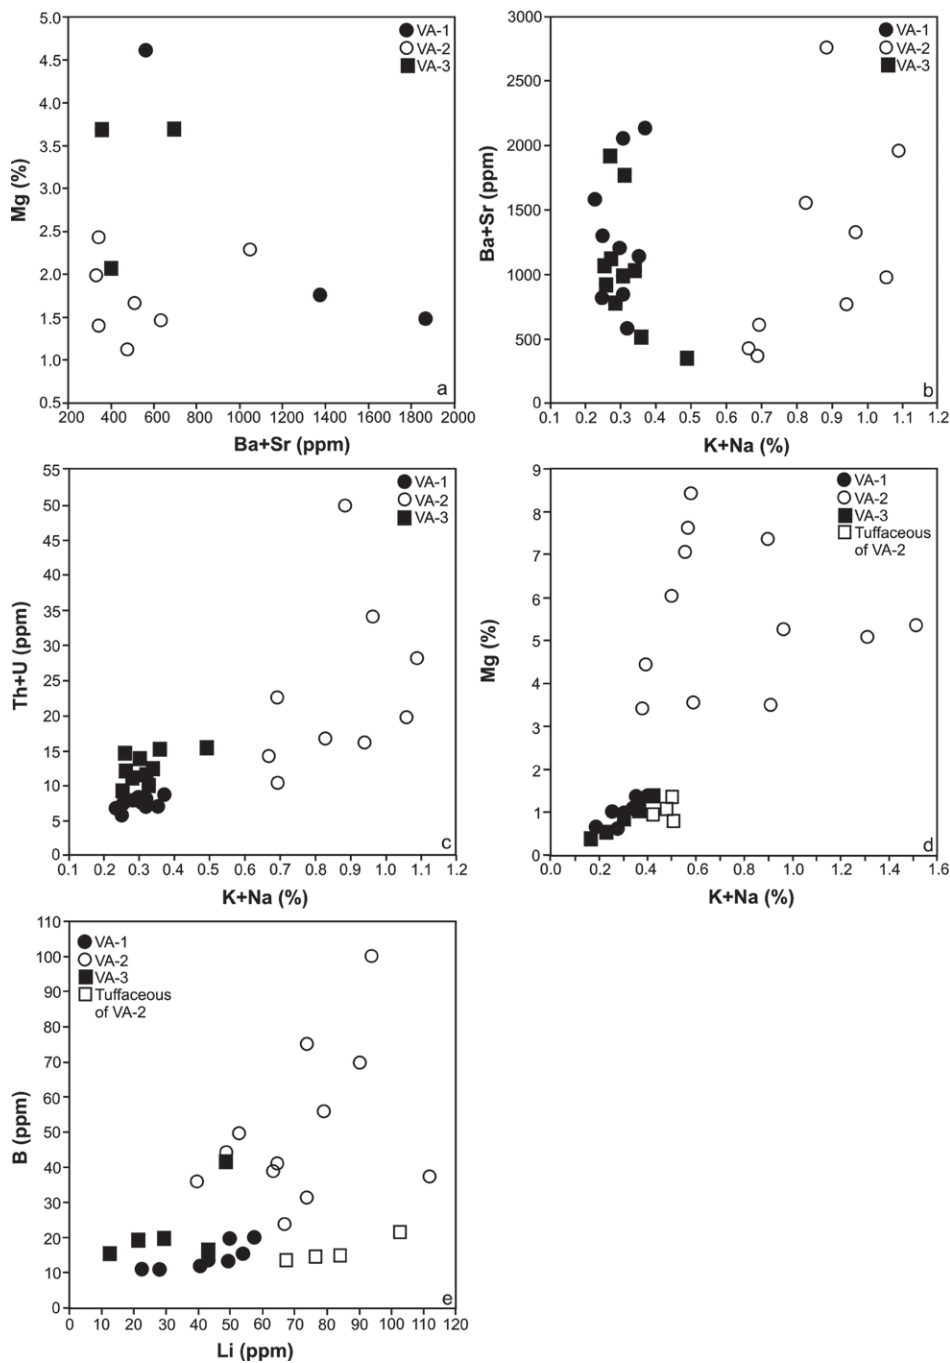 5.0
4.5
4.0
3.5
3.0
2.5
2.0
1.5
1.0
0.5
Mg (%)
VA-1
VA-2
VA-3
a
200 400 600 800 1000 1200 1400 1600 1800 2000
Ba+Sr (ppm)
3000
2500
2000
1500
1000
500
0
Ba+Sr (ppm)
VA-1
VA-2
VA-3
b
0.1 0.2 0.3 0.4 0.5 0.6 0.7 0.8 0.9 1.0 1.1 1.2
K+Na (%)
55
50
45
40
35
30
25
20
15
10
5
0
Th+U (ppm)
VA-1
VA-2
VA-3
c
0.1 0.2 0.3 0.4 0.5 0.6 0.7 0.8 0.9 1.0 1.1 1.2
K+Na (%)
9
8
7
6
5
4
3
2
1
0
Mg (%)
VA-1
VA-2
VA-3
Tuffaceous
of VA-2
d
0 0.2 0.4 0.6 0.8 1.0 1.2 1.5 1.6
K+Na (%)
110
100
90
80
70
60
50
40
30
20
10
0
B (ppm)
VA-1
VA-2
VA-3
Tuffaceous
of VA-2
e
0 10 20 30 40 50 60 70 80 90 100 110 120
Li (ppm)